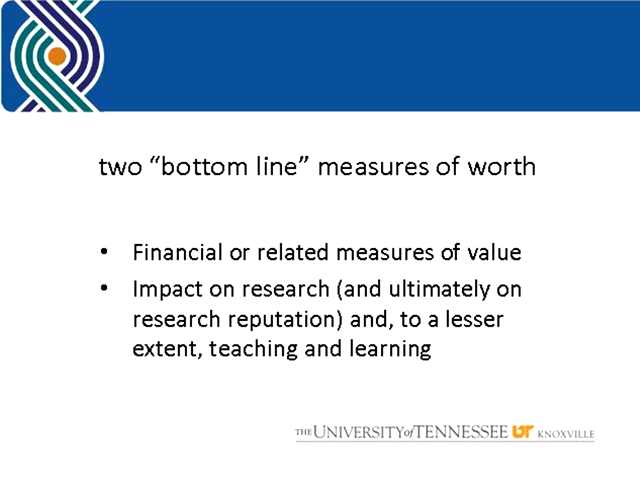 two “bottom line” measures of worth
• Financial or related measures of value
• Impact on research (and ultimately on
research reputation) and, to a lesser
extent, teaching and learning
THE UNIVERSITY of TENNESSEE UT KNOXVILLE